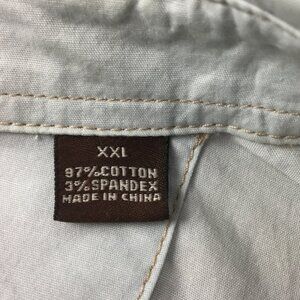 XXL
97%COTTON
3%SPANDEX
MADE IN CHINA